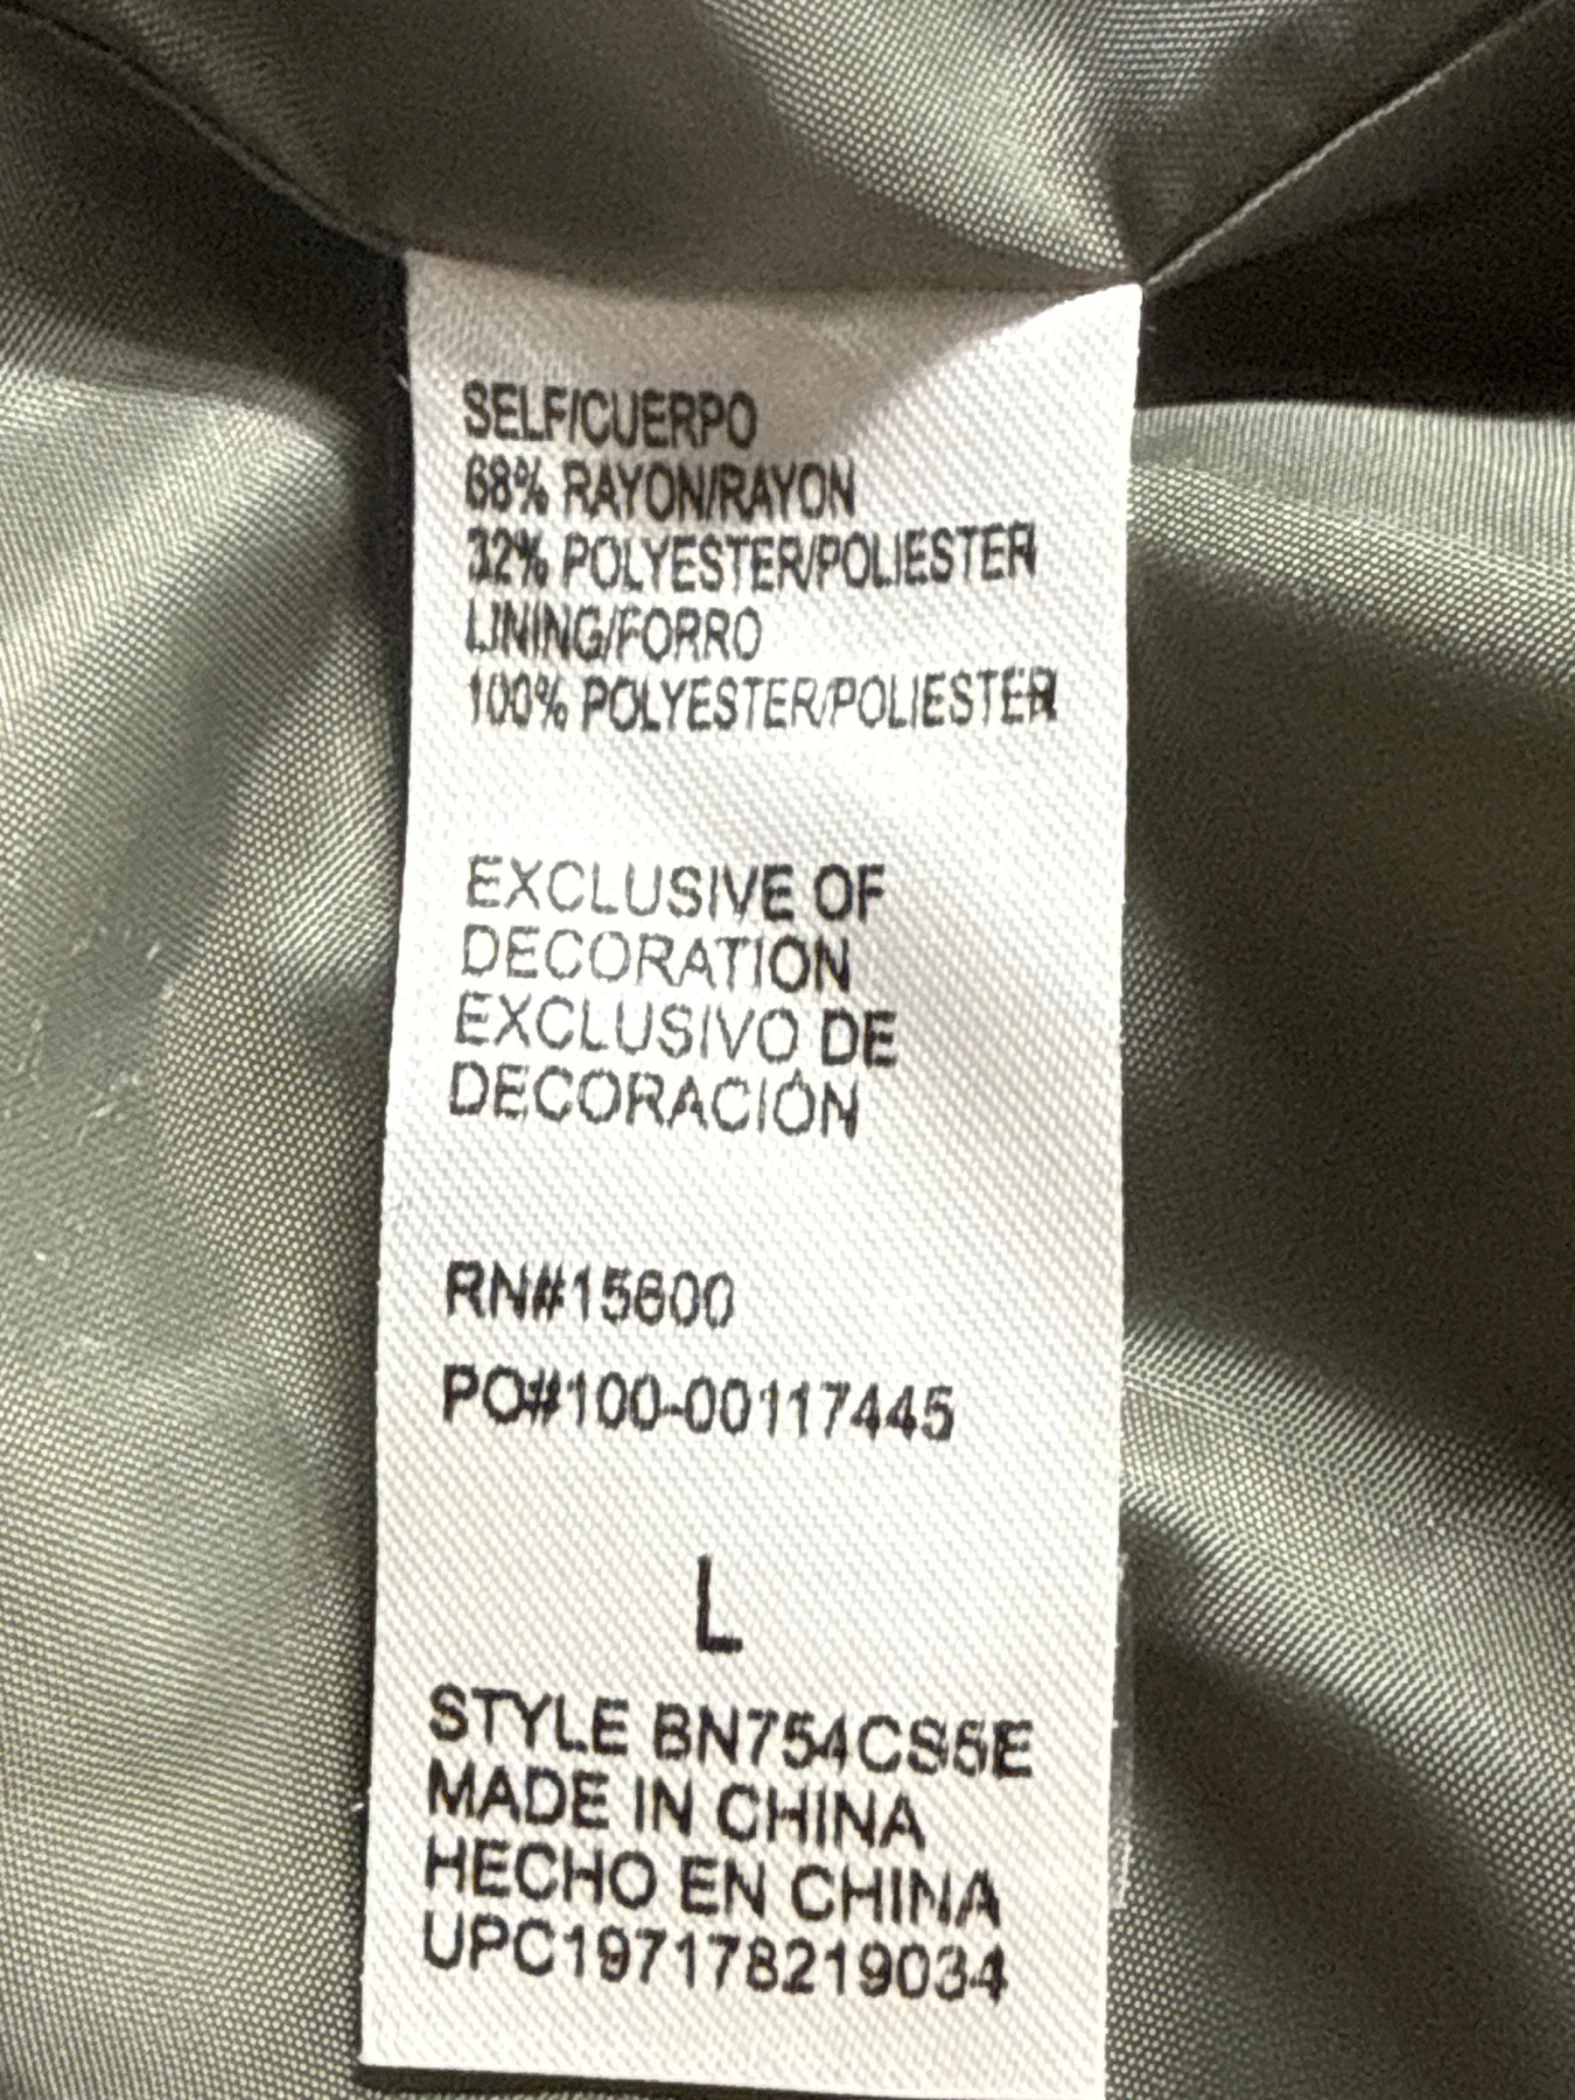 SELF/CUERPO
68% RAYON/RAYON
32% POLYESTER/POLIESTER
LINING/FORRO
100% POLYESTER/POLIESTER
EXCLUSIVE OF
DECORATION
EXCLUSIVO DE
DECORACIÓN
RN#15600
PO#100-00117445
L
STYLE BN754CS5E
MADE IN CHINA
HECHO EN CHINA
UPC197178219034